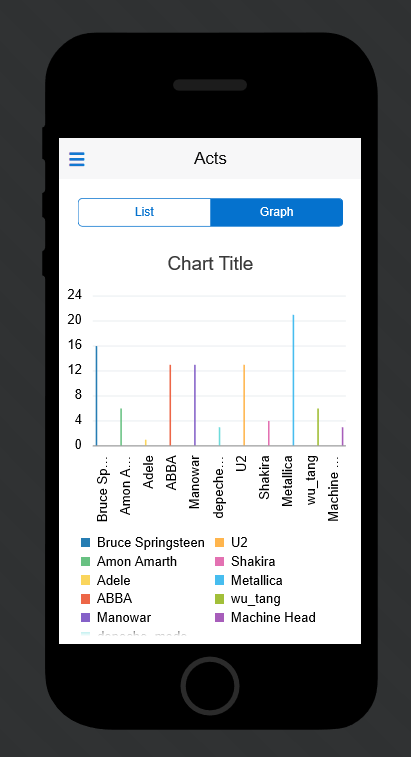 Acts
List Graph
Chart Title
24
20
16
12
8
4
0
Bruce Sp... Amon A... Adele ABBA Manowar depeche... U2 Shakira Metallica wu_tang Machine ...
Bruce Springsteen U2
Amon Amarth Shakira
Adele Metallica
ABBA wu_tang
Manowar Machine Head
depeche_mode